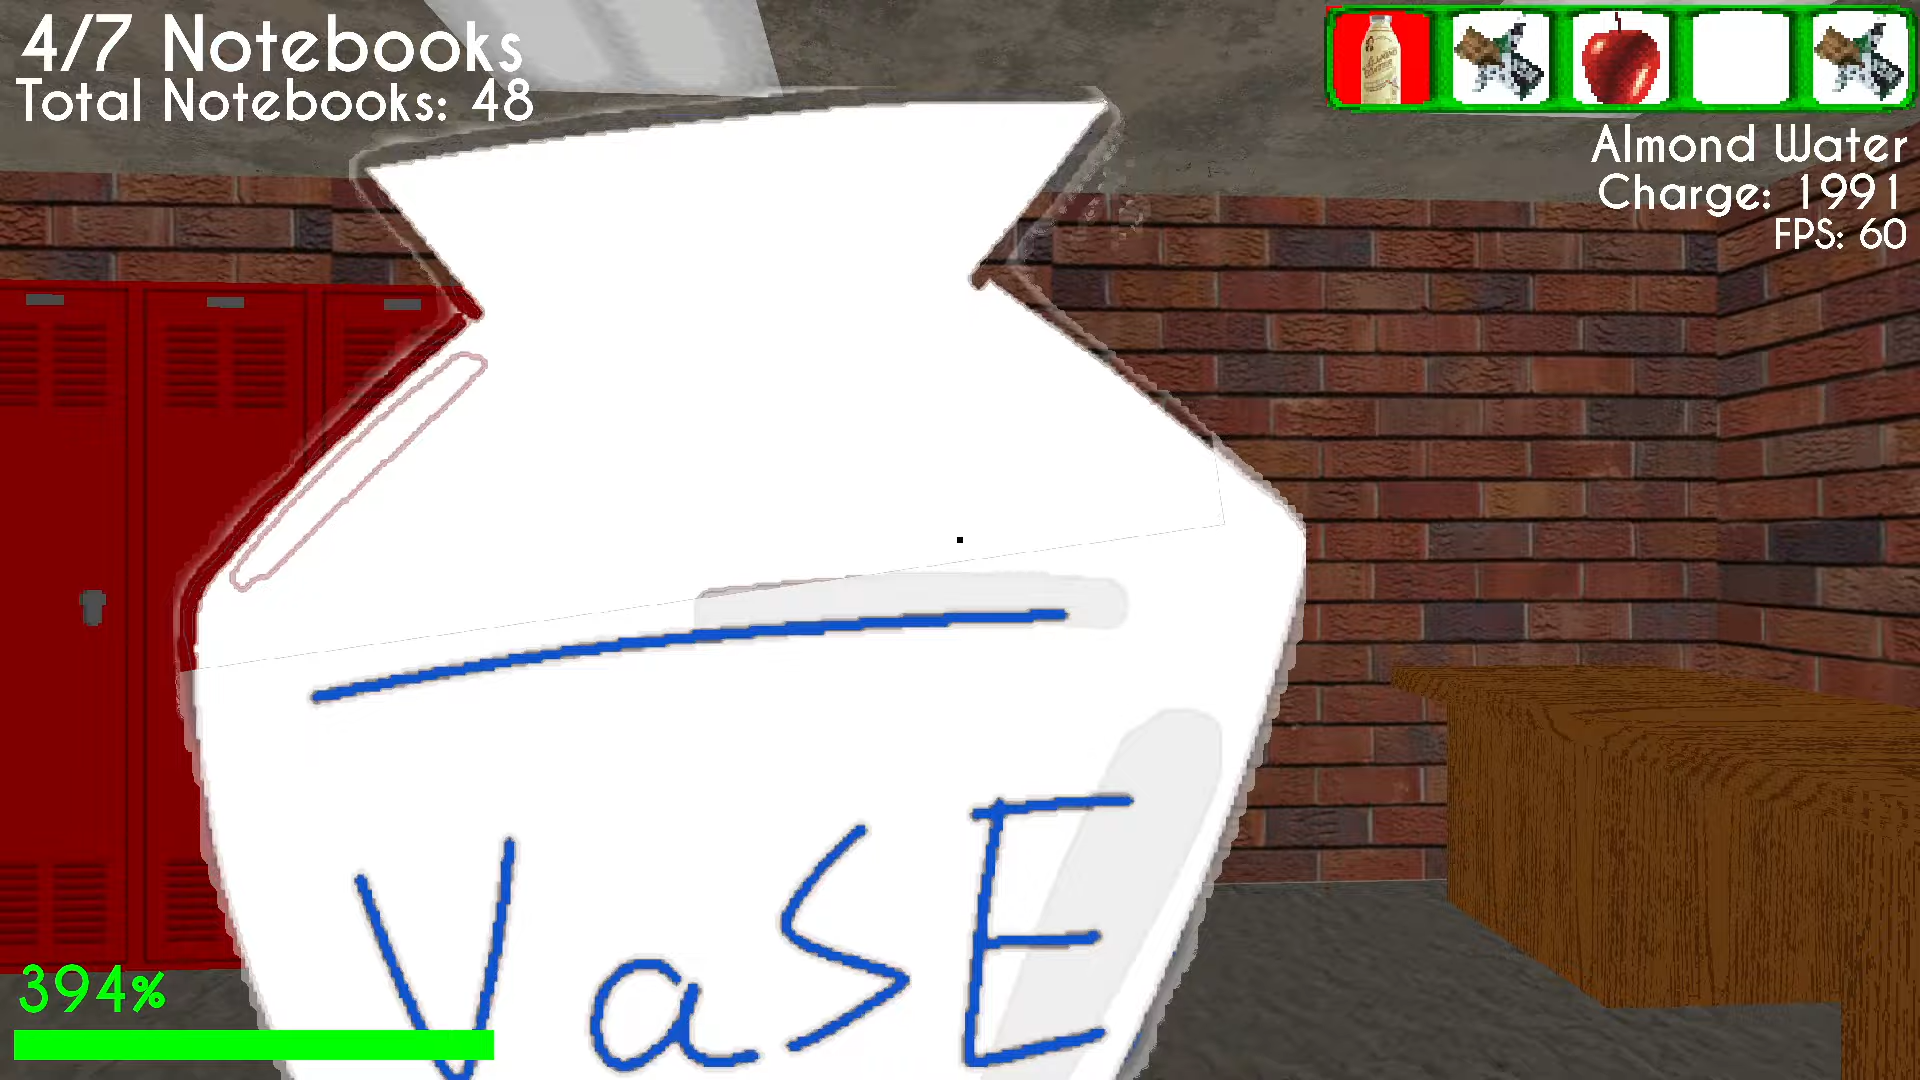 4/7 Notebooks
Total Notebooks: 48
Almond Water
Charge: 1991
FPS: 60
VaSE
394%